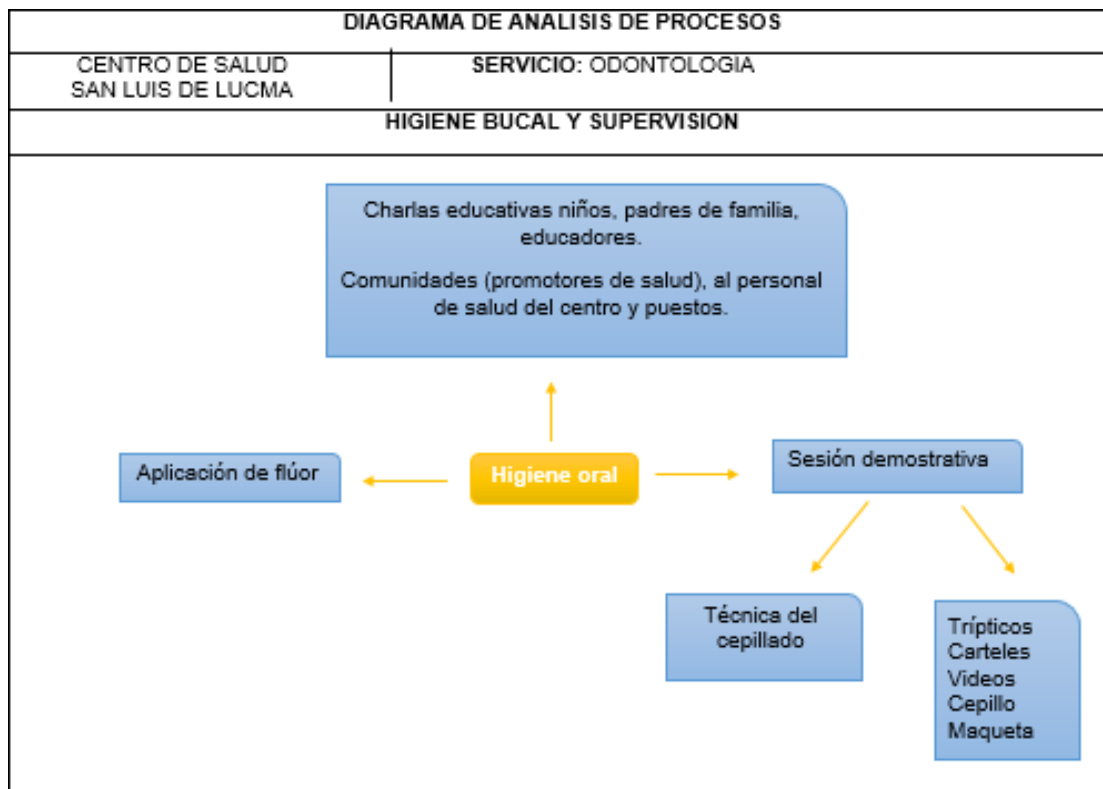 DIAGRAMA DE ANALISIS DE PROCESOS
CENTRO DE SALUD
SAN LUIS DE LUCMA
SERVICIO: ODONTOLOGIA
HIGIENE BUCAL Y SUPERVISION
Charlas educativas niños, padres de familia,
educadores.
Comunidades (promotores de salud), al personal
de salud del centro y puestos.
Aplicación de flúor
Higiene oral
Sesión demostrativa
Técnica del
cepillado
Trípticos
Carteles
Videos
Cepillo
Maqueta